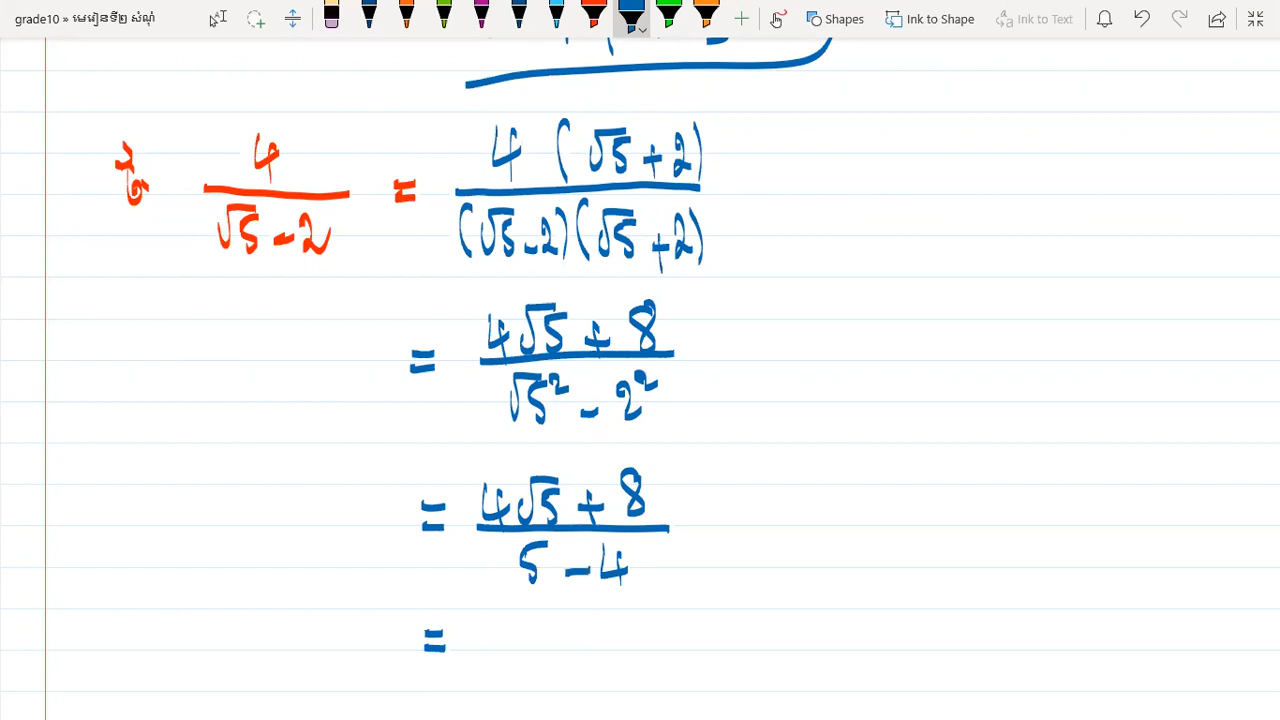 grade10 » មេរៀនទី២ សំណុំ
Shapes Ink to Shape Ink to Text
4 / (√5 - 2) = 4 (√5 + 2) / (√5 - 2)(√5 + 2)
= 4√5 + 8 / √5² - 2²
= 4√5 + 8 / 5 - 4
=